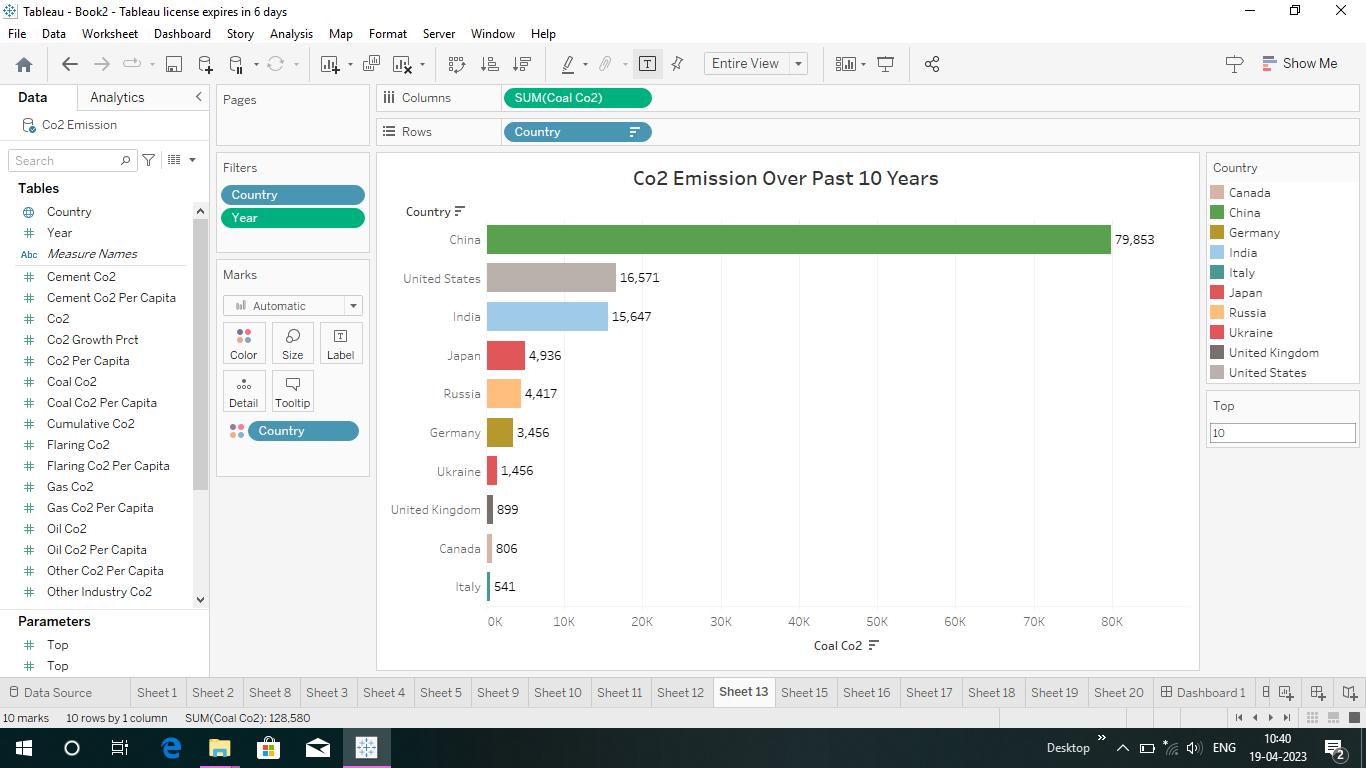 Tableau - Book2 - Tableau license expires in 6 days
File Data Worksheet Dashboard Story Analysis Map Format Server Window Help
Entire View
Show Me
Data Analytics
Co2 Emission
Search
Tables
Country
Year
Abc Measure Names
Cement Co2
Cement Co2 Per Capita
Co2
Co2 Growth Prct
Co2 Per Capita
Coal Co2
Coal Co2 Per Capita
Cumulative Co2
Flaring Co2
Flaring Co2 Per Capita
Gas Co2
Gas Co2 Per Capita
Oil Co2
Oil Co2 Per Capita
Other Co2 Per Capita
Other Industry Co2
Parameters
Top
Top
Pages
Filters
Country
Year
Marks
Automatic
Color Size Label
Detail Tooltip
Country
Columns SUM(Coal Co2)
Rows Country
Co2 Emission Over Past 10 Years
Country
China 79,853
United States 16,571
India 15,647
Japan 4,936
Russia 4,417
Germany 3,456
Ukraine 1,456
United Kingdom 899
Canada 806
Italy 541
0K 10K 20K 30K 40K 50K 60K 70K 80K
Coal Co2
Country
Canada
China
Germany
India
Italy
Japan
Russia
Ukraine
United Kingdom
United States
Top
10
Data Source Sheet 1 Sheet 2 Sheet 8 Sheet 3 Sheet 4 Sheet 5 Sheet 9 Sheet 10 Sheet 11 Sheet 12 Sheet 13 Sheet 15 Sheet 16 Sheet 17 Sheet 18 Sheet 19 Sheet 20 Dashboard 1
10 marks 10 rows by 1 column SUM(Coal Co2): 128,580
Desktop ENG 10:40
19-04-2023
2